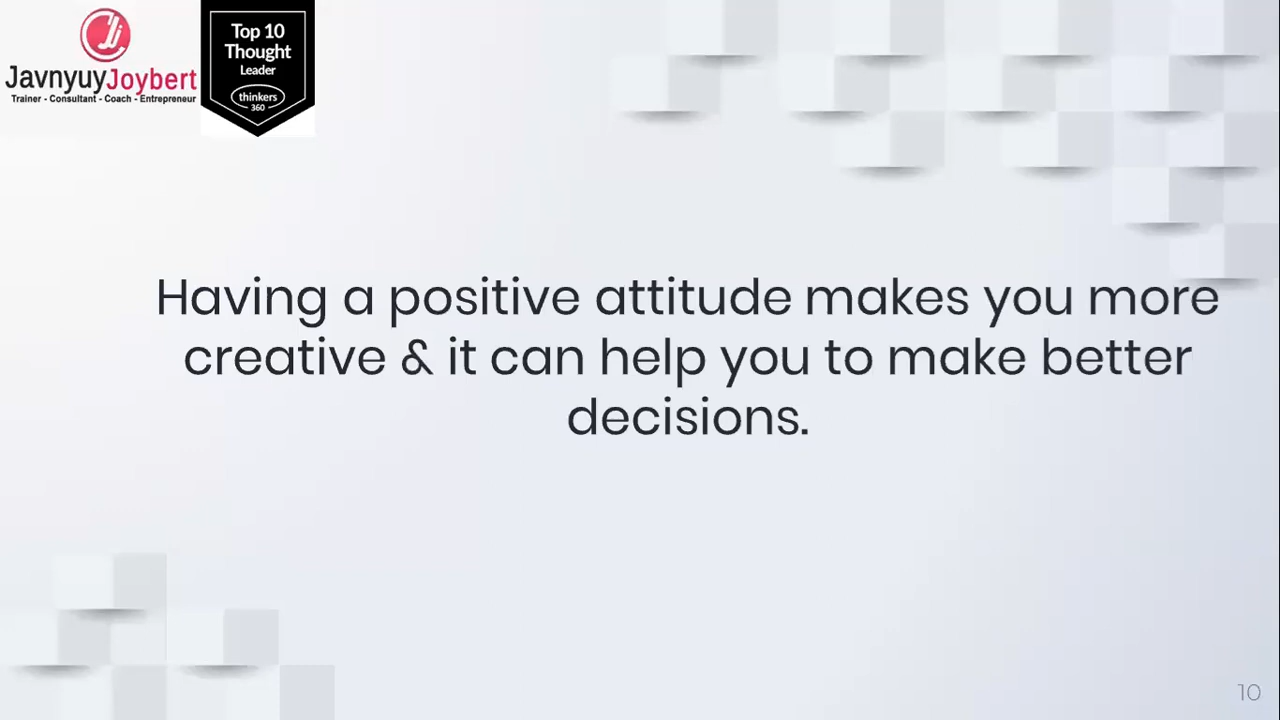 JavnyuyJoybert
Trainer - Consultant - Coach - Entrepreneur
Top 10
Thought
Leader
thinkers
360
Having a positive attitude makes you more
creative & it can help you to make better
decisions.
10